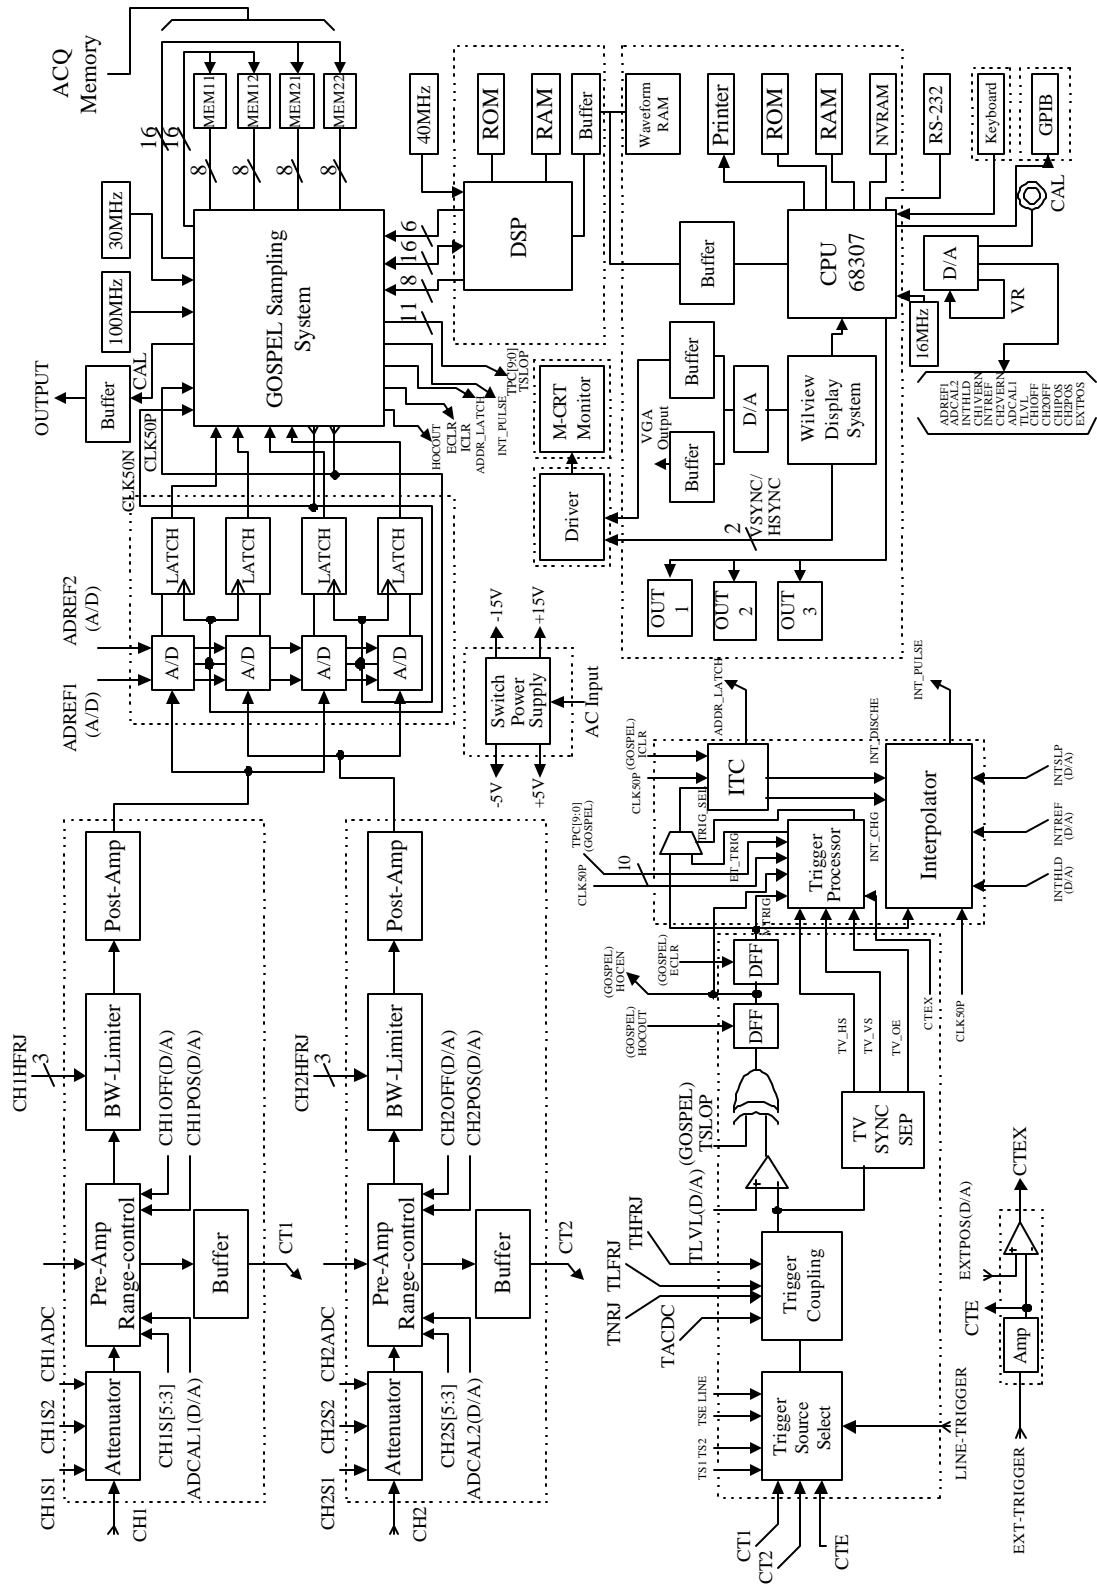 CH1
CH1S1
CH1S2
CH1ADC
Attenuator
CH1S[5:3]
ADCAL1(D/A)
Pre-Amp
Range-control
Buffer
CT1
CH1OFF(D/A)
CH1POS(D/A)
CH1HFRJ
3
BW-Limiter
Post-Amp
CH2
CH2S1
CH2S2
CH2ADC
Attenuator
CH2S[5:3]
ADCAL2(D/A)
Pre-Amp
Range-control
Buffer
CT2
CH2OFF(D/A)
CH2POS(D/A)
CH2HFRJ
3
BW-Limiter
Post-Amp
ADREF1
(A/D)
ADREF2
(A/D)
A/D
A/D
A/D
A/D
LATCH
LATCH
LATCH
LATCH
CLK50N
CLK50P
OUTPUT
Buffer
CAL
100MHz
30MHz
GOSPEL Sampling
System
ACQ
Memory
16
16
8
8
8
8
MEM11
MEM12
MEM21
MEM22
HOCOUT
ECLR
ICLR
ADDR_LATCH
INT_PULSE
TPC[9:0]
TSLOP
11
8
16
6
40MHz
DSP
ROM
RAM
Buffer
-5V
+5V
Switch
Power
Supply
-15V
+15V
AC Input
Driver
M-CRT
Monitor
Waveform
RAM
Printer
ROM
RAM
NVRAM
RS-232
Keyboard
GPIB
CAL
Buffer
CPU
68307
D/A
VR
16MHz
VGA
Output
Buffer
Buffer
D/A
Wilview
Display
System
2
VSYNC/
HSYNC
OUT
1
OUT
2
OUT
3
ADREF1
ADCAL2
INTHLD
CH1VERN
INTREF
CH2VERN
ADCAL1
TLVL
CH1OFF
CH2OFF
CH1POS
CH2POS
EXTPOS
CT1
CT2
CTE
TS1 TS2
TSE LINE
Trigger
Source
Select
LINE-TRIGGER
TACDC
TNRJ
TLFRJ
THFRJ
Trigger
Coupling
TLVL(D/A)
+
(GOSPEL)
TSLOP
TV
SYNC
SEP
TV_HS
TV_VS
TV_OE
CTEX
CLK50P
(GOSPEL)
HOCOUT
DFF
(GOSPEL)
HOCEN
(GOSPEL)
ECLR
DFF
VTRIG
CLK50P
TPC[9:0]
(GOSPEL)
10
ET_TRIG
TRIG_SEL
Trigger
Processor
CLK50P
(GOSPEL)
ICLR
ITC
ADDR_LATCH
INT_CHG
INT_DISCHE
Interpolator
INT_PULSE
INTHLD
(D/A)
INTREF
(D/A)
INTSLP
(D/A)
EXT-TRIGGER
Amp
CTE
EXTPOS(D/A)
+
CTEX